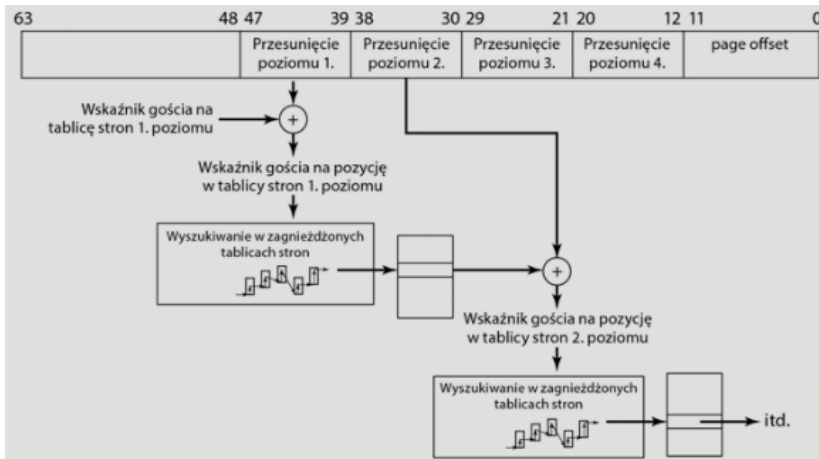 63 48 47 39 38 30 29 21 20 12 11 0
Przesunięcie poziomu 1.
Przesunięcie poziomu 2.
Przesunięcie poziomu 3.
Przesunięcie poziomu 4.
page offset
Wskaźnik gościa na
tablicę stron 1. poziomu
+
Wskaźnik gościa na pozycję
w tablicy stron 1. poziomu
Wyszukiwanie w zagnieżdżonych
tablicach stron
+
Wskaźnik gościa na pozycję
w tablicy stron 2. poziomu
Wyszukiwanie w zagnieżdżonych
tablicach stron
itd.